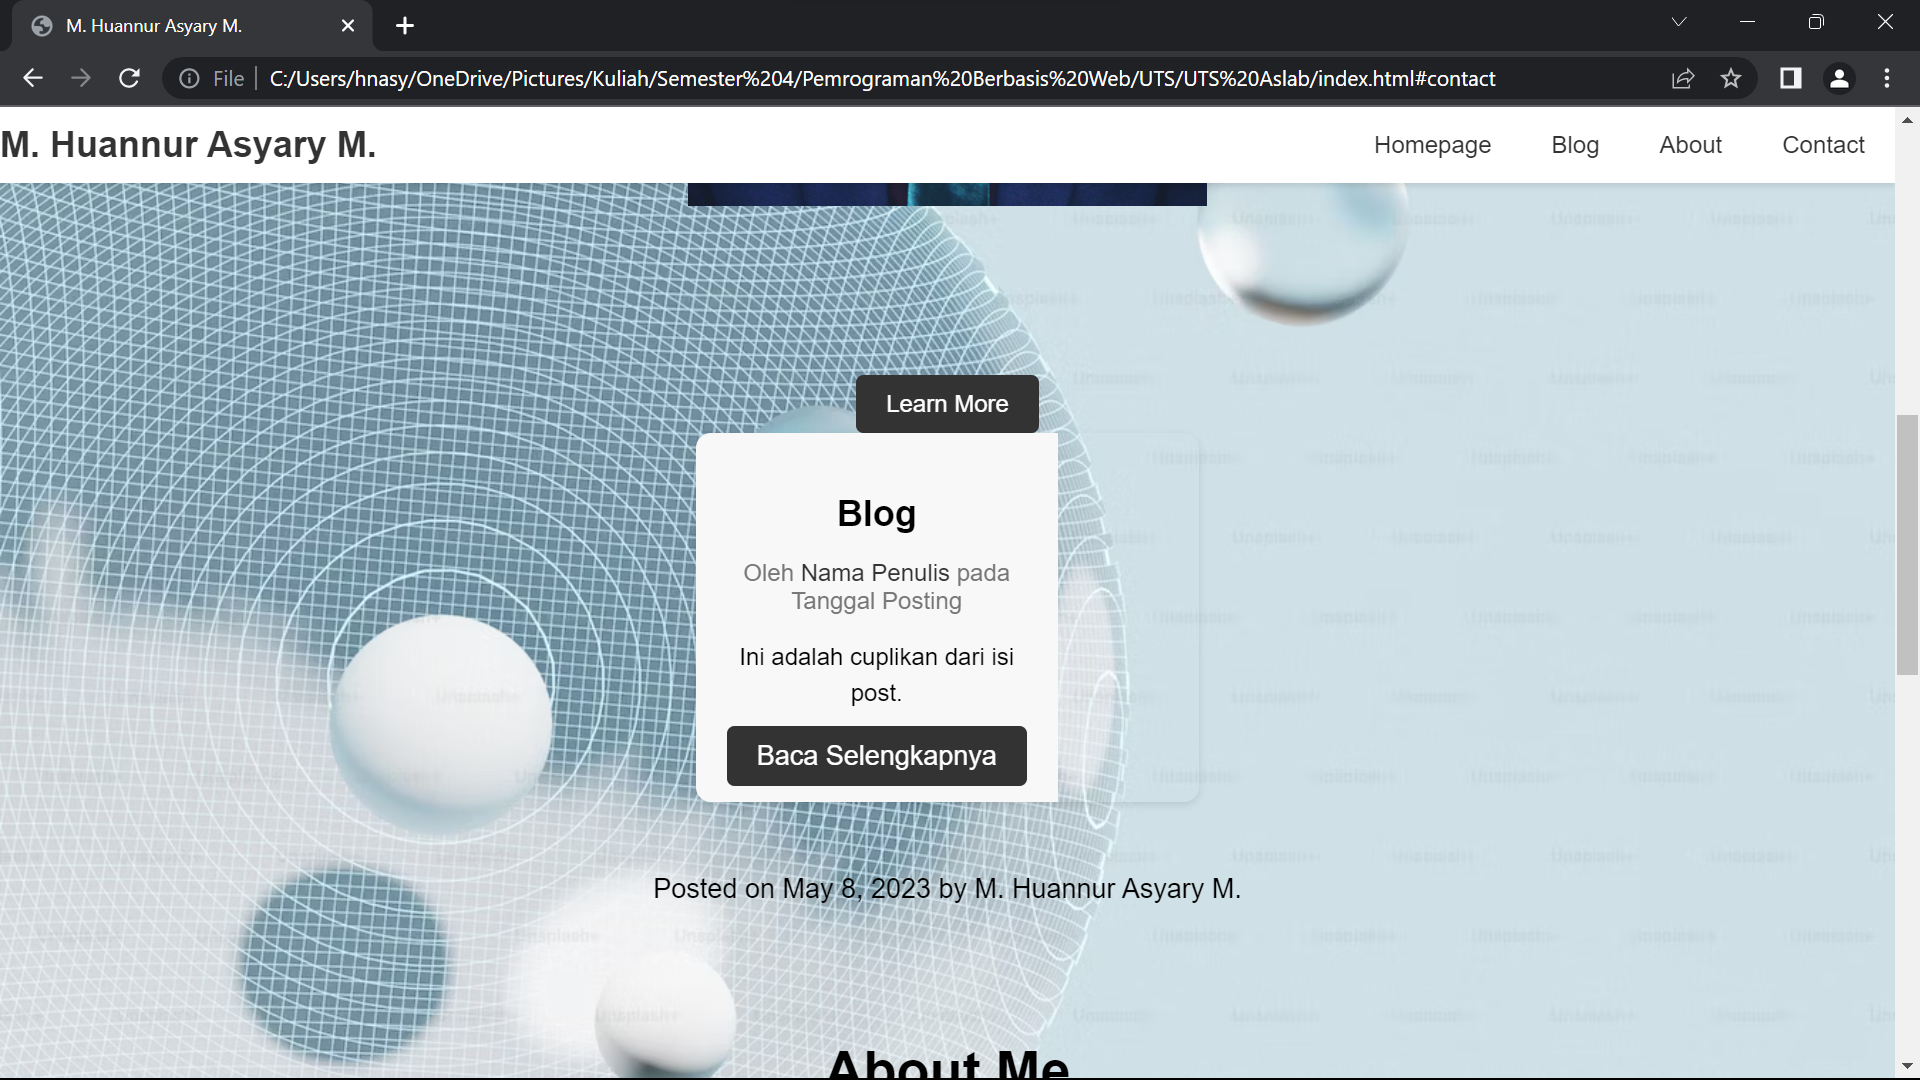 M. Huannur Asyary M.
File
C:/Users/hnasy/OneDrive/Pictures/Kuliah/Semester%204/Pemrograman%20Berbasis%20Web/UTS/UTS%20Aslab/index.html#contact
M. Huannur Asyary M.
Homepage
Blog
About
Contact
Learn More
Blog
Oleh Nama Penulis pada
Tanggal Posting
Ini adalah cuplikan dari isi
post.
Baca Selengkapnya
Posted on May 8, 2023 by M. Huannur Asyary M.
About Me